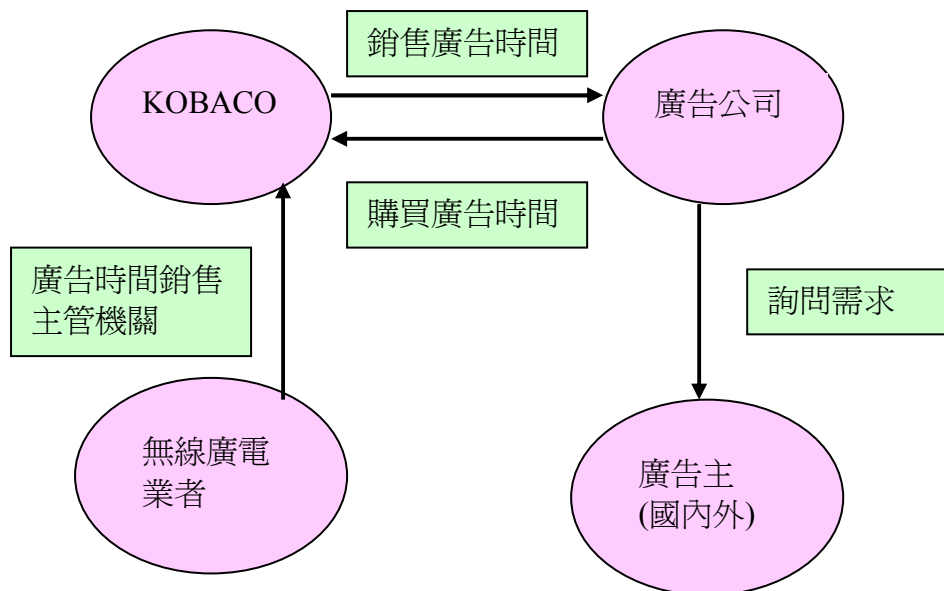 銷售廣告時間
KOBACO
廣告公司
購買廣告時間
廣告時間銷售
主管機關
詢問需求
無線廣電
業者
廣告主
(國內外)